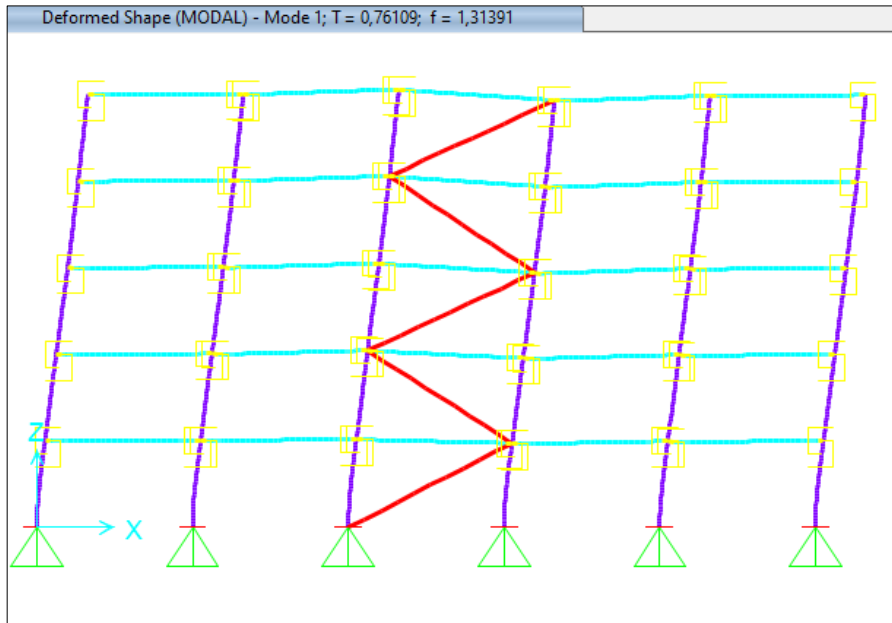 Deformed Shape (MODAL) - Mode 1; T = 0,76109; f = 1,31391
Z
X